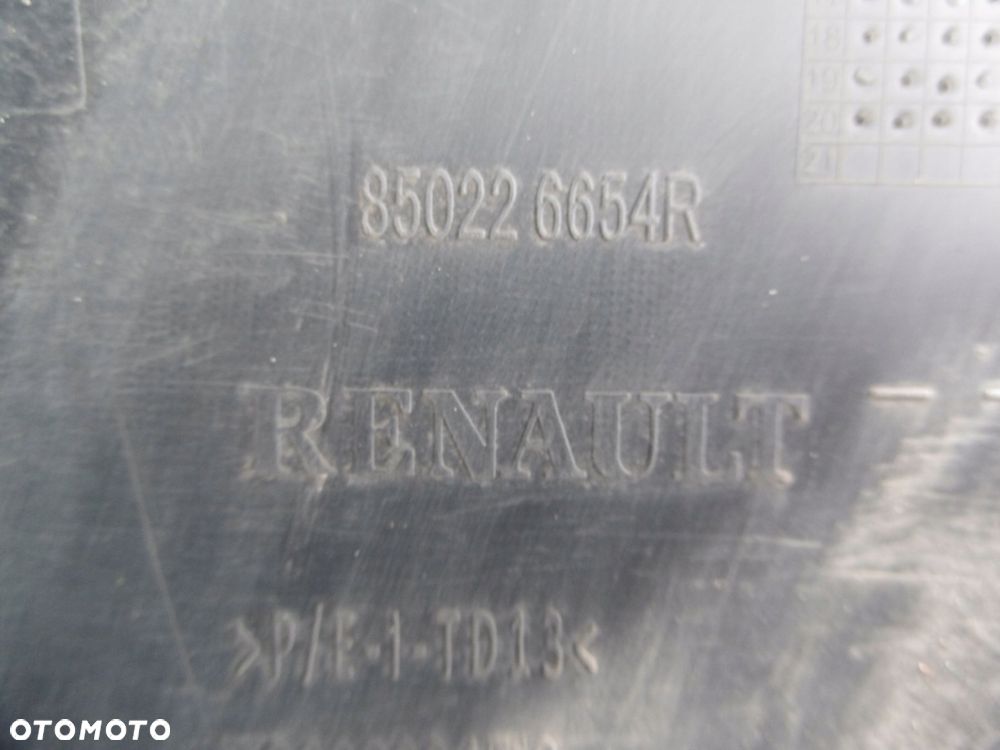 18
19
20
21
85022 6654R
RENAULT
>P/E-1-TD13<
OTOMOTO